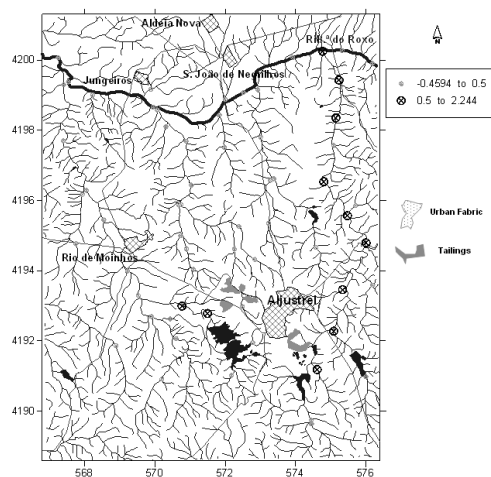 Aldeia Nova
N
4200
Rib.ª do Roxo
Jungeiros
S. João de Negrilhos
-0.4594 to 0.5
0.5 to 2.244
4198
4196
Urban Fabric
Rio de Moinhos
Tailings
4194
Aljustrel
4192
4190
568
570
572
574
576